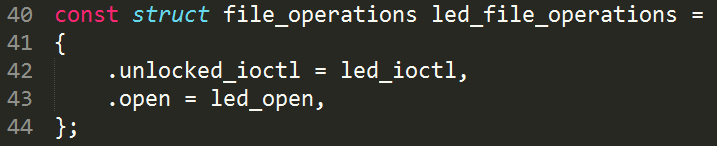 40 const struct file_operations led_file_operations =
41 {
42     .unlocked_ioctl = led_ioctl,
43     .open = led_open,
44 };